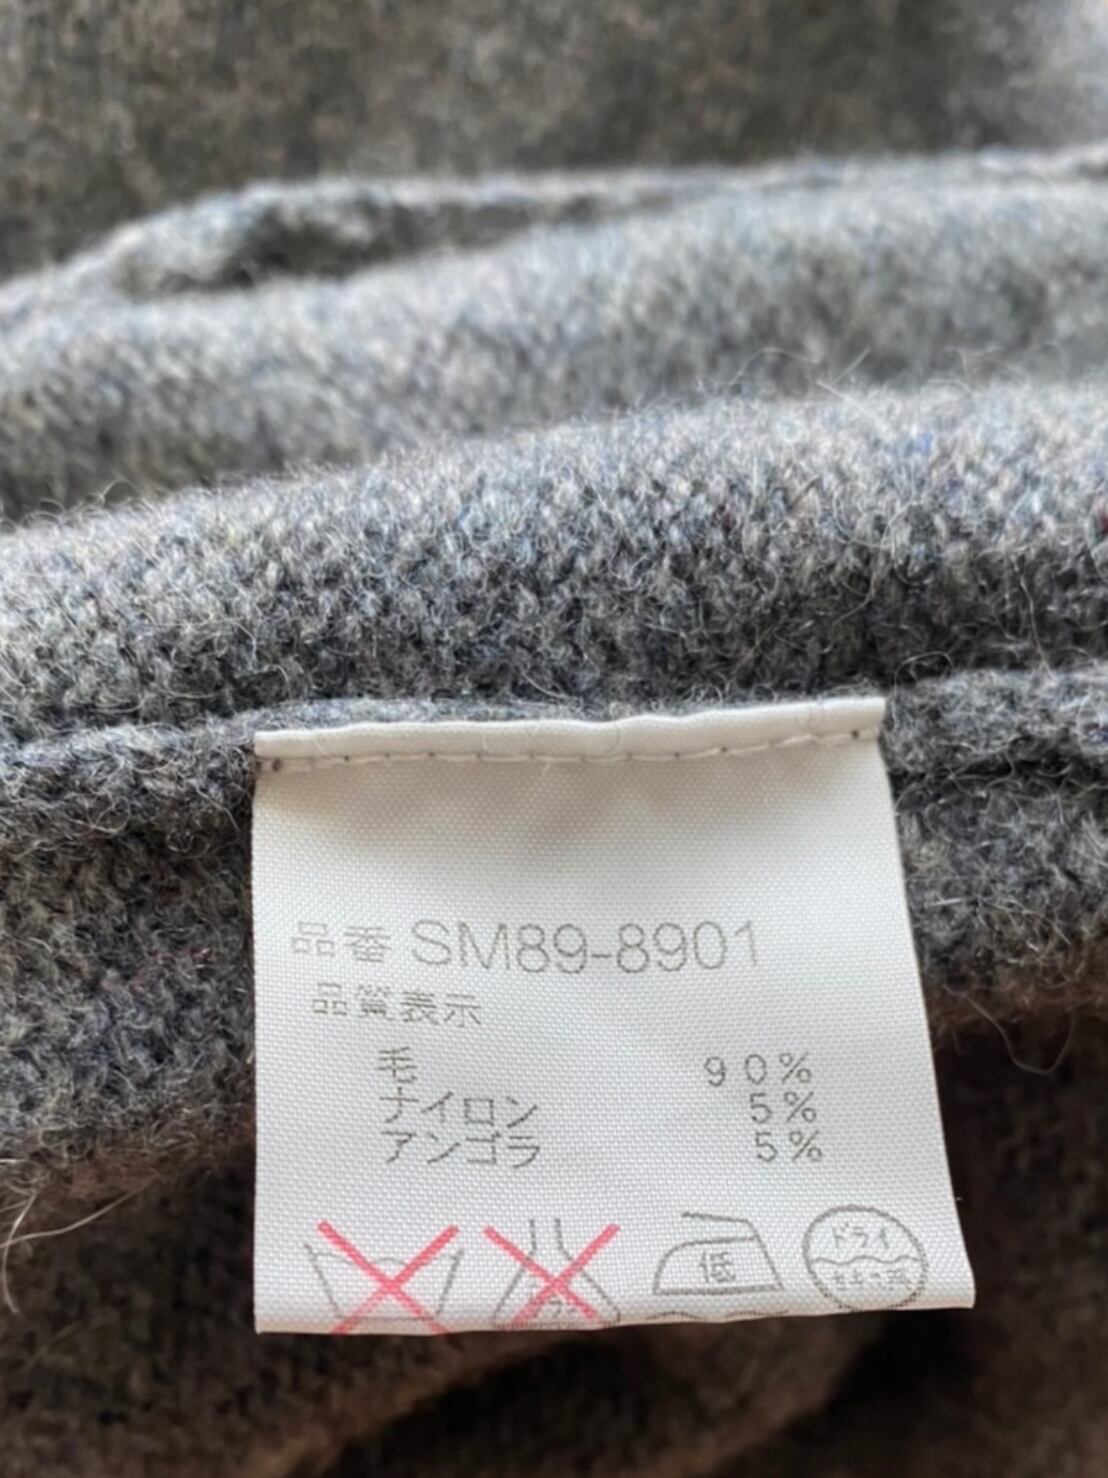 品番 SM89-8901
品質表示
毛 90%
ナイロン 5%
アンゴラ 5%
低
ドライ